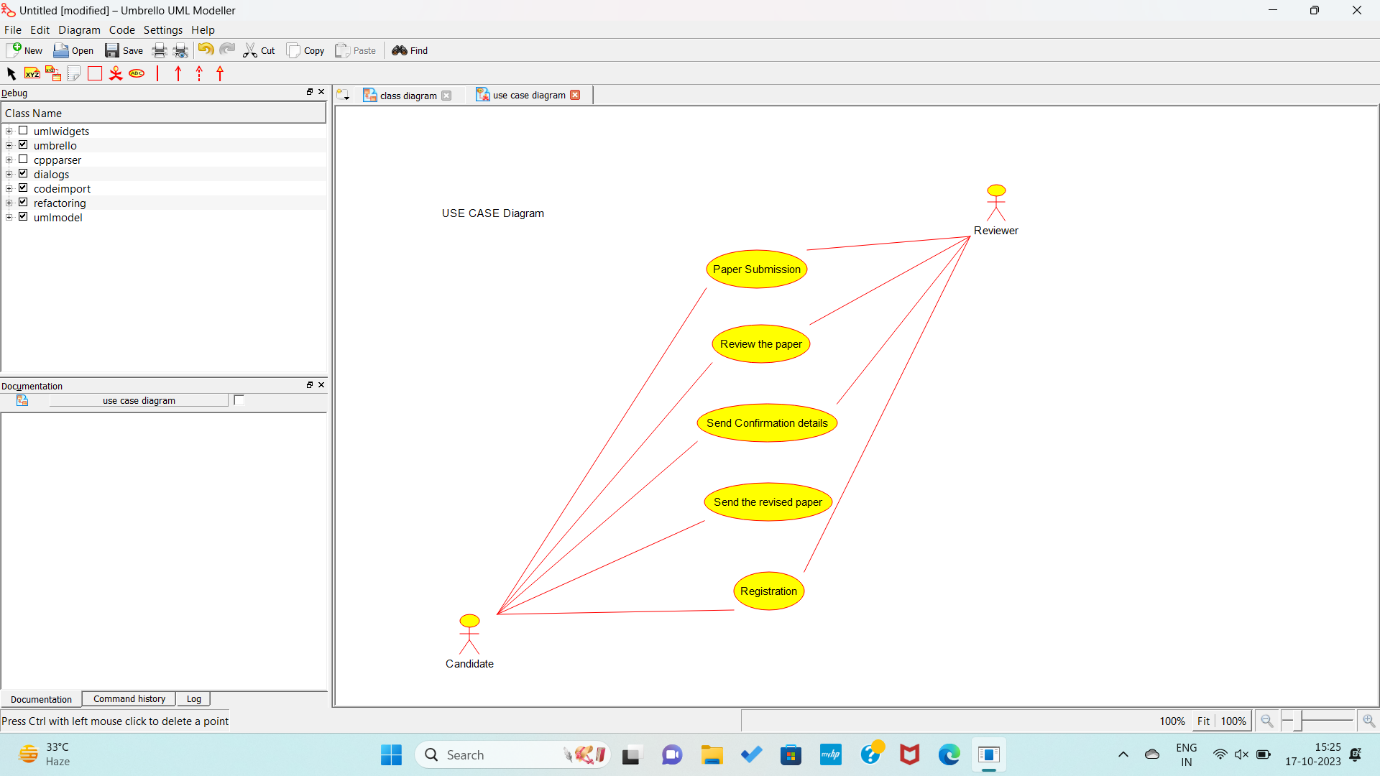 Untitled [modified] – Umbrello UML Modeller
File Edit Diagram Code Settings Help
New Open Save Cut Copy Paste Find
XYZ ABC
Debug
class diagram use case diagram
Class Name
umlwidgets
umbrello
cppparser
dialogs
codeimport
refactoring
umlmodel
USE CASE Diagram
Reviewer
Paper Submission
Review the paper
Send Confirmation details
Send the revised paper
Registration
Candidate
Documentation
use case diagram
Documentation Command history Log
Press Ctrl with left mouse click to delete a point
100% Fit 100%
33°C
Haze
Search
myhp
ENG
IN
15:25
17-10-2023